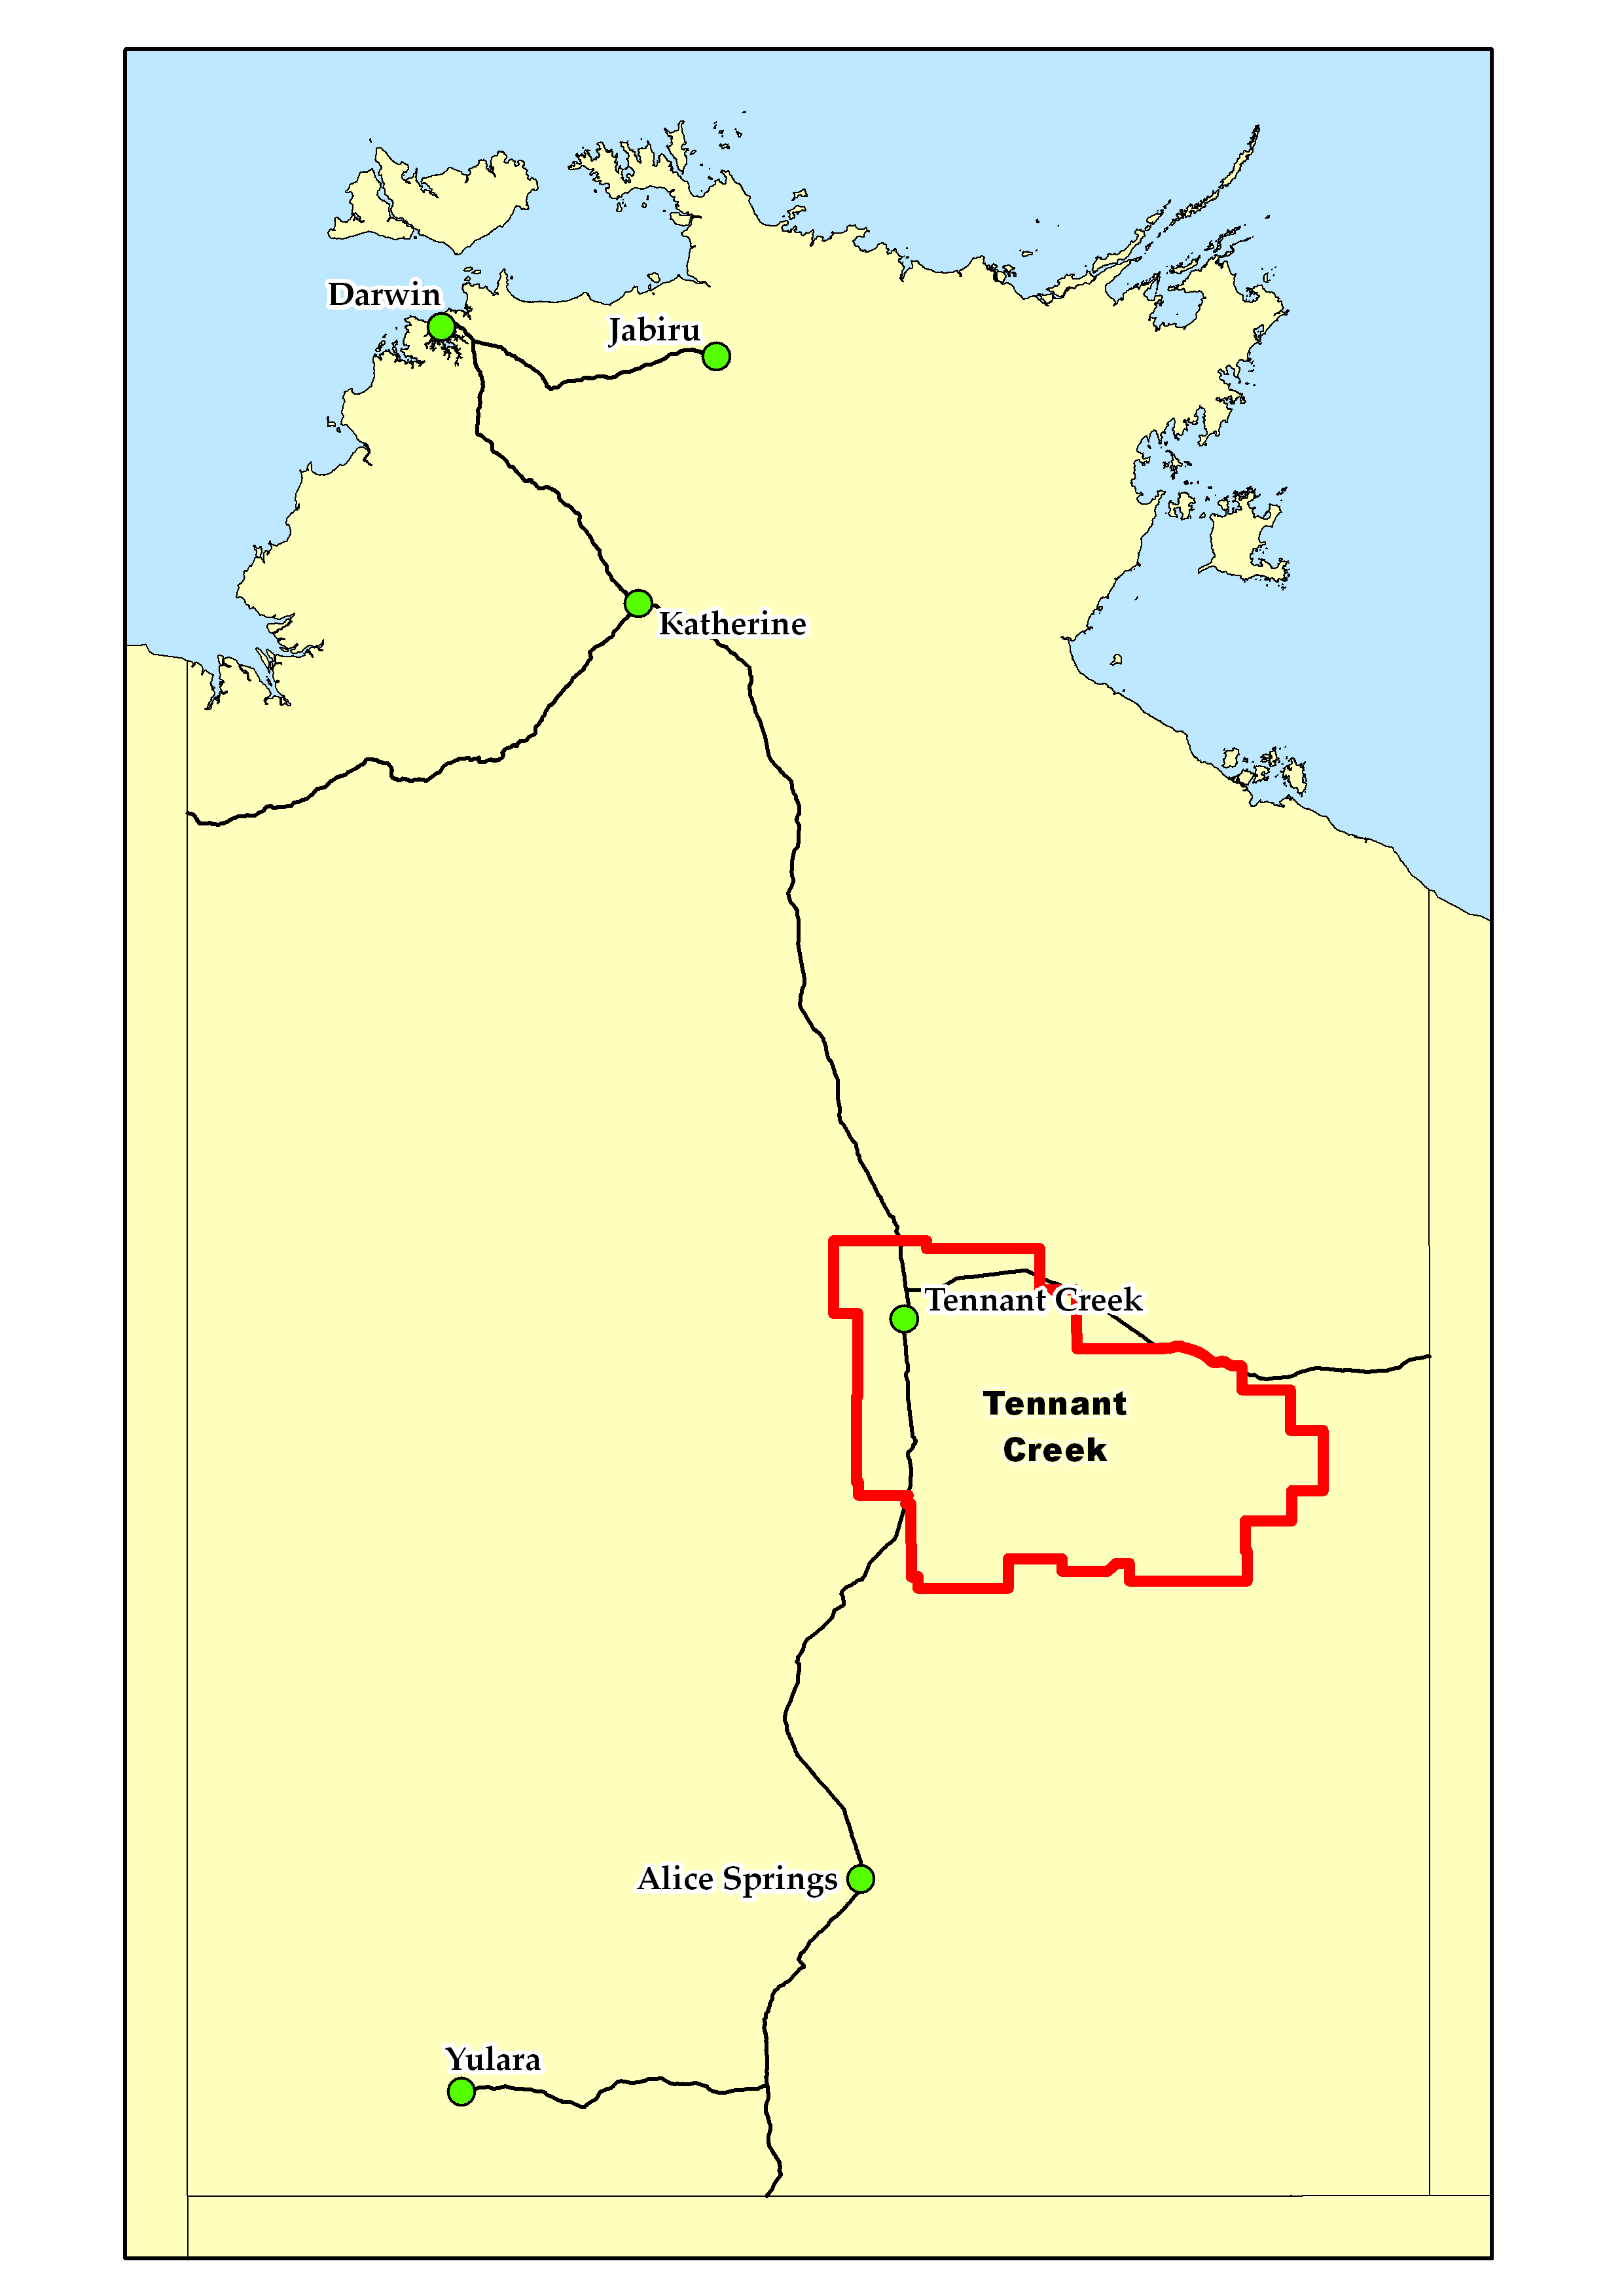 Darwin
Jabiru
Katherine
Tennant Creek
Tennant
Creek
Alice Springs
Yulara